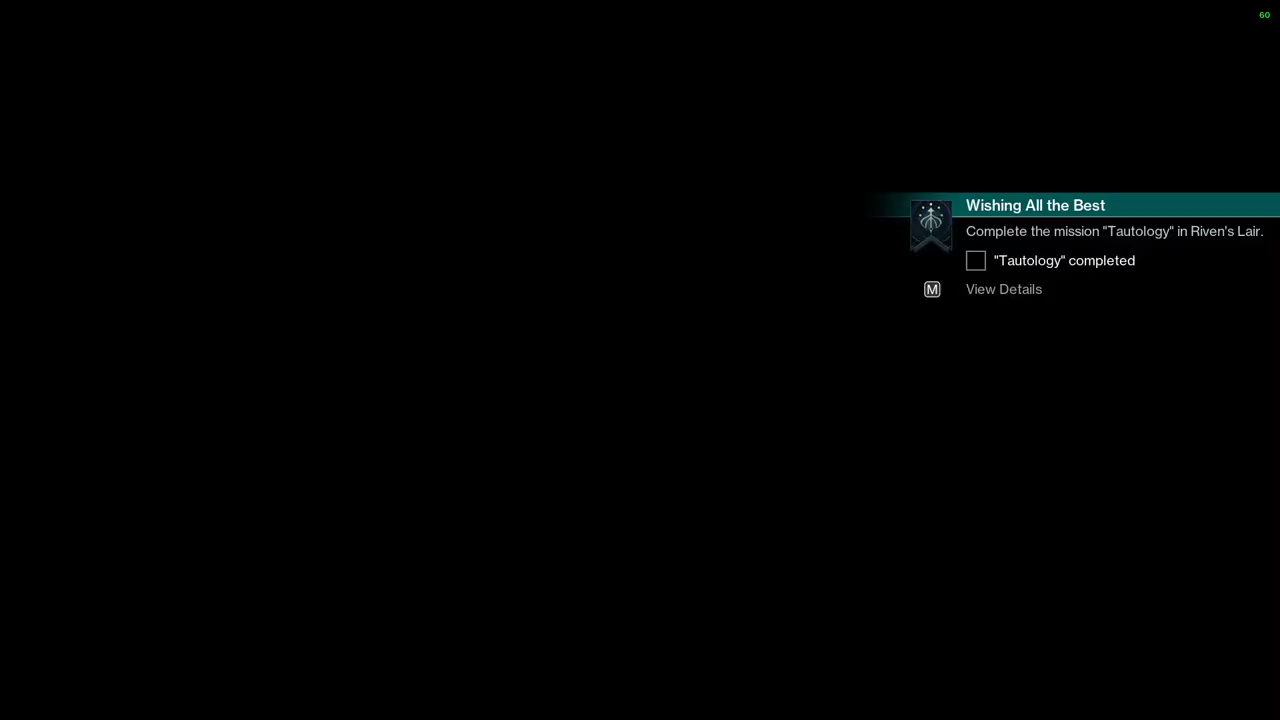 60
Wishing All the Best
Complete the mission "Tautology" in Riven's Lair.
"Tautology" completed
M View Details